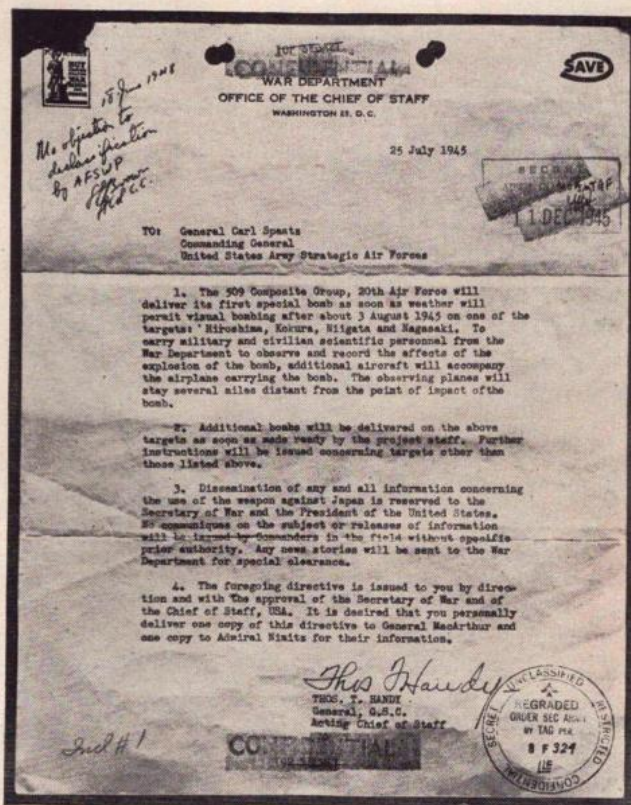 TOP SECRET
CONFIDENTIAL
WAR DEPARTMENT
OFFICE OF THE CHIEF OF STAFF
WASHINGTON 25, D.C.
SAVE
BUY
WAR
18 June 1948
No objection to
declassification
by AFSWP
25 July 1945
SECRET
11 DEC 1945
TO: General Carl Spaatz
Commanding General
United States Army Strategic Air Forces
1. The 509 Composite Group, 20th Air Force will
deliver its first special bomb as soon as weather will
permit visual bombing after about 3 August 1945 on one of the
targets: Hiroshima, Kokura, Niigata and Nagasaki. To
carry military and civilian scientific personnel from the
War Department to observe and record the effects of the
explosion of the bomb, additional aircraft will accompany
the airplane carrying the bomb. The observing planes will
stay several miles distant from the point of impact ofthe
bomb.
2. Additional bombs will be delivered on the above
targets as soon as made ready by the project staff. Further
instructions will be issued concerning targets other than
those listed above.
3. Dissemination of any and all information concerning
the use of the weapon against Japan is reserved to the
Secretary of War and the President of the United States.
No communiques on the subject or releases of information
will be issued by Commanders in the field without specific
prior authority. Any news stories will be sent to the War
Department for special clearance.
4. The foregoing directive is issued to you by direc-
tion and with the approval of the Secretary of War and of
the Chief of Staff, USA. It is desired that you personally
deliver one copy of this directive to General MacArthur and
one copy to Admiral Nimitz for their information.
Thos T Handy
THOS. T. HANDY
General, G.S.C.
Acting Chief of Staff
Incl # 1
CONFIDENTIAL
UNCLASSIFIED
RESTRICTED
CONFIDENTIAL
SECRET
REGRADED
ORDER SEC ARMY
BY TAG PER
8 F 321